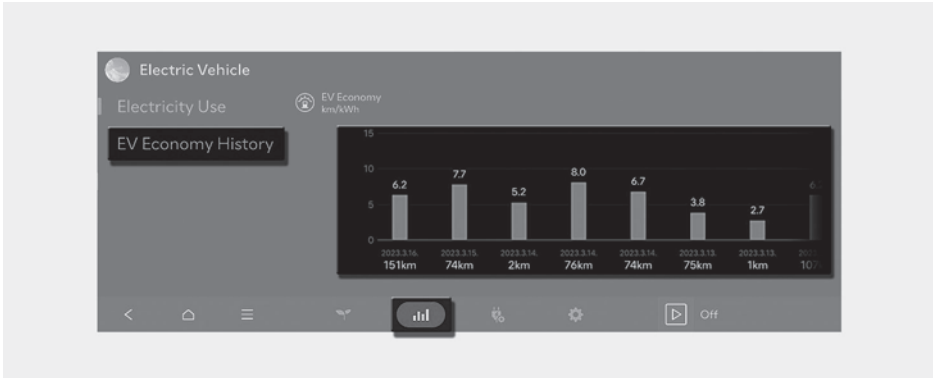 Electric Vehicle
Electricity Use
EV Economy History
EV Economy
km/kWh
15
10
5
0
6.2
7.7
5.2
8.0
6.7
3.8
2.7
2023.3.16.
2023.3.15.
2023.3.14.
2023.3.14.
2023.3.14.
2023.3.13.
2023.3.13.
151km
74km
2km
76km
74km
75km
1km
Off